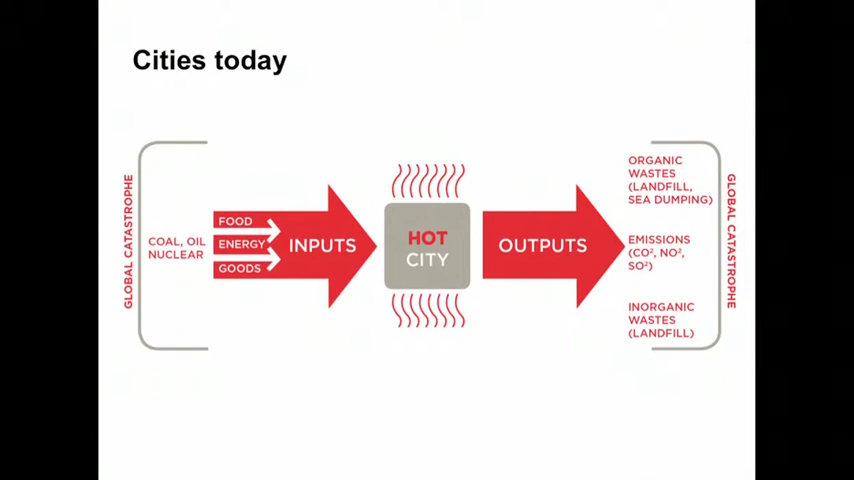 Cities today
GLOBAL CATASTROPHE
COAL, OIL
NUCLEAR
FOOD
ENERGY
GOODS
INPUTS
HOT
CITY
OUTPUTS
ORGANIC
WASTES
(LANDFILL,
SEA DUMPING)
EMISSIONS
(CO², NO²,
SO²)
INORGANIC
WASTES
(LANDFILL)
GLOBAL CATASTROPHE